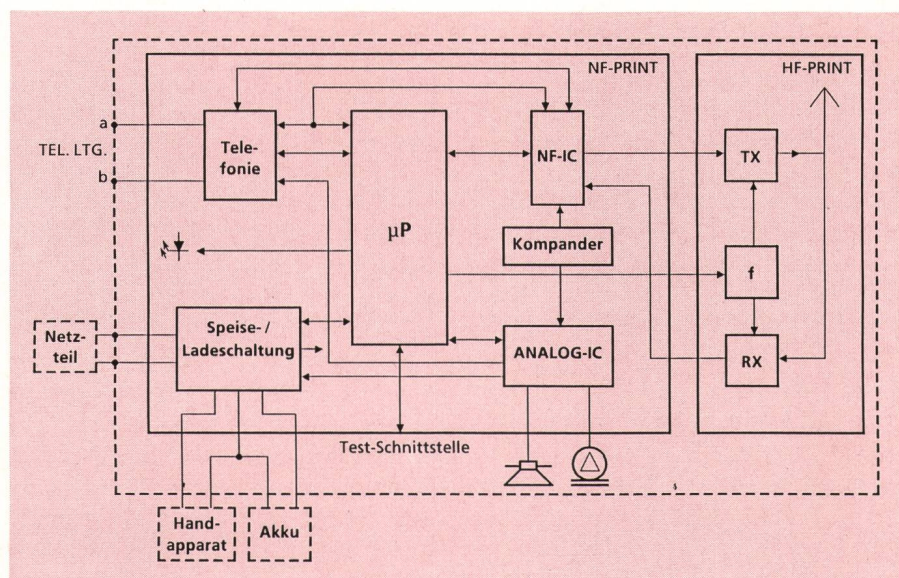 NF-PRINT
HF-PRINT
a
TEL. LTG.
b
Tele-
fonie
µP
NF-IC
TX
Kompander
f
Netz-
teil
Speise-/
Ladeschaltung
ANALOG-IC
RX
Test-Schnittstelle
Hand-
apparat
Akku